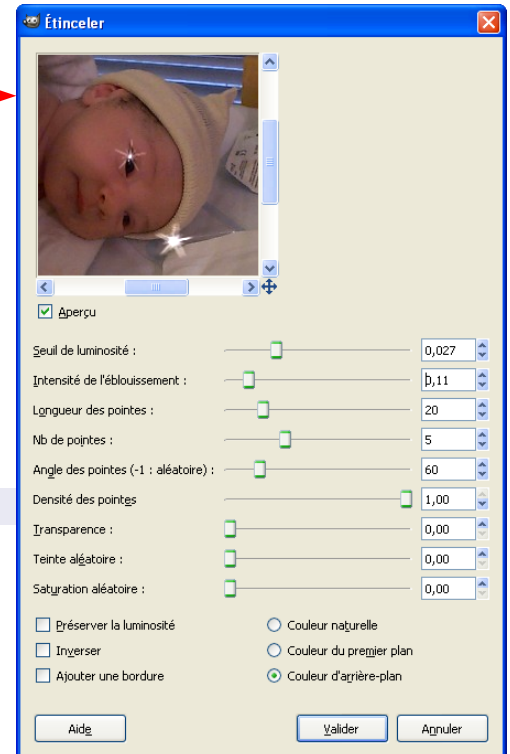 Étinceler
Aperçu
Seuil de luminosité : 0,027
Intensité de l'éblouissement : 0,11
Longueur des pointes : 20
Nb de pointes : 5
Angle des pointes (-1 : aléatoire) : 60
Densité des pointes 1,00
Transparence : 0,00
Teinte aléatoire : 0,00
Saturation aléatoire : 0,00
Préserver la luminosité Couleur naturelle
Inverser Couleur du premier plan
Ajouter une bordure Couleur d'arrière-plan
Aide Valider Annuler